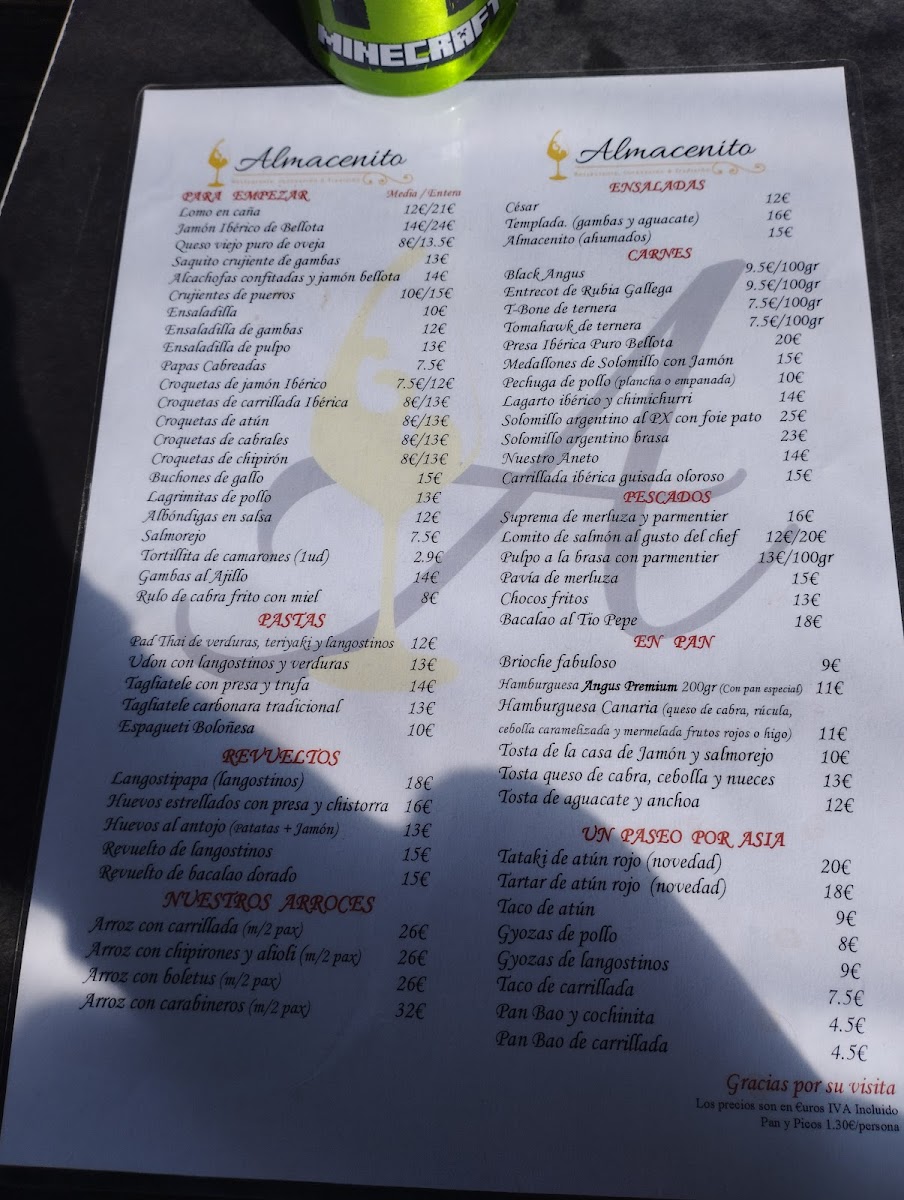 MINECRAFT
Almacenito
PARA EMPEZAR Media / Entera
Lomo en caña 12€/21€
Jamón Ibérico de Bellota 14€/24€
Queso viejo puro de oveja 8€/13.5€
Saquito crujiente de gambas 13€
Alcachofas confitadas y jamón bellota 14€
Crujientes de puerros 10€/15€
Ensaladilla 10€
Ensaladilla de gambas 12€
Ensaladilla de pulpo 13€
Papas Cabreadas 7.5€
Croquetas de jamón Ibérico 7.5€/12€
Croquetas de carrillada Ibérica 8€/13€
Croquetas de atún 8€/13€
Croquetas de cabrales 8€/13€
Croquetas de chipirón 8€/13€
Buchones de gallo 15€
Lagrimitas de pollo 13€
Albóndigas en salsa 12€
Salmorejo 7.5€
Tortillita de camarones (1ud) 2.9€
Gambas al Ajillo 14€
Rulo de cabra frito con miel 8€
PASTAS
Pad Thai de verduras, teriyaki y langostinos 12€
Udon con langostinos y verduras 13€
Tagliatele con presa y trufa 14€
Tagliatele carbonara tradicional 13€
Espagueti Boloñesa 10€
REVUELTOS
Langostipapa (langostinos) 18€
Huevos estrellados con presa y chistorra 16€
Huevos al antojo (Patatas + Jamón) 13€
Revuelto de langostinos 15€
Revuelto de bacalao dorado 15€
NUESTROS ARROCES
Arroz con carrillada (m/2 pax) 26€
Arroz con chipirones y alioli (m/2 pax) 26€
Arroz con boletus (m/2 pax) 26€
Arroz con carabineros (m/2 pax) 32€
Almacenito
ENSALADAS
César 12€
Templada. (gambas y aguacate) 16€
Almacenito (ahumados) 15€
CARNES
Black Angus 9.5€/100gr
Entrecot de Rubia Gallega 9.5€/100gr
T-Bone de ternera 7.5€/100gr
Tomahawk de ternera 7.5€/100gr
Presa Ibérica Puro Bellota 20€
Medallones de Solomillo con Jamón 15€
Pechuga de pollo (plancha o empanada) 10€
Lagarto ibérico y chimichurri 14€
Solomillo argentino al PX con foie pato 25€
Solomillo argentino brasa 23€
Nuestro Aneto 14€
Carrillada ibérica guisada oloroso 15€
PESCADOS
Suprema de merluza y parmentier 16€
Lomito de salmón al gusto del chef 12€/20€
Pulpo a la brasa con parmentier 13€/100gr
Pavía de merluza 15€
Chocos fritos 13€
Bacalao al Tio Pepe 18€
EN PAN
Brioche fabuloso 9€
Hamburguesa Angus Premium 200gr (Con pan especial) 11€
Hamburguesa Canaria (queso de cabra, rúcula,
cebolla caramelizada y mermelada frutos rojos o higo) 11€
Tosta de la casa de Jamón y salmorejo 10€
Tosta queso de cabra, cebolla y nueces 13€
Tosta de aguacate y anchoa 12€
UN PASEO POR ASIA
Tataki de atún rojo (novedad) 20€
Tartar de atún rojo (novedad) 18€
Taco de atún 9€
Gyozas de pollo 8€
Gyozas de langostinos 9€
Taco de carrillada 7.5€
Pan Bao y cochinita 4.5€
Pan Bao de carrillada 4.5€
Gracias por su visita
Los precios son en €uros IVA Incluido
Pan y Picos 1.30€/persona